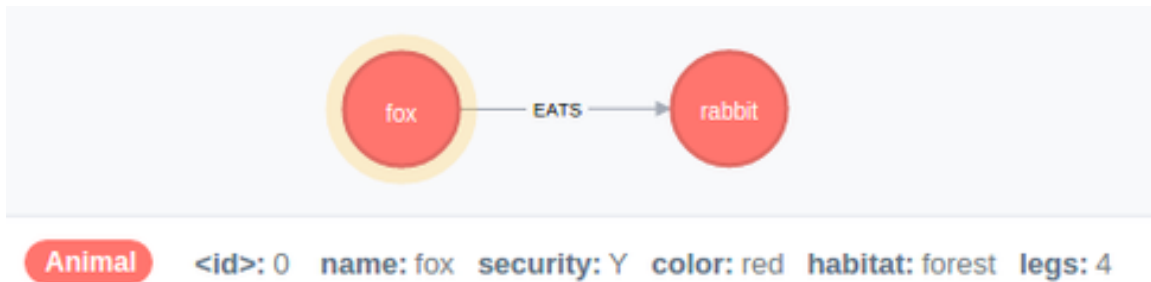 fox EATS rabbit
Animal <id>: 0 name: fox security: Y color: red habitat: forest legs: 4